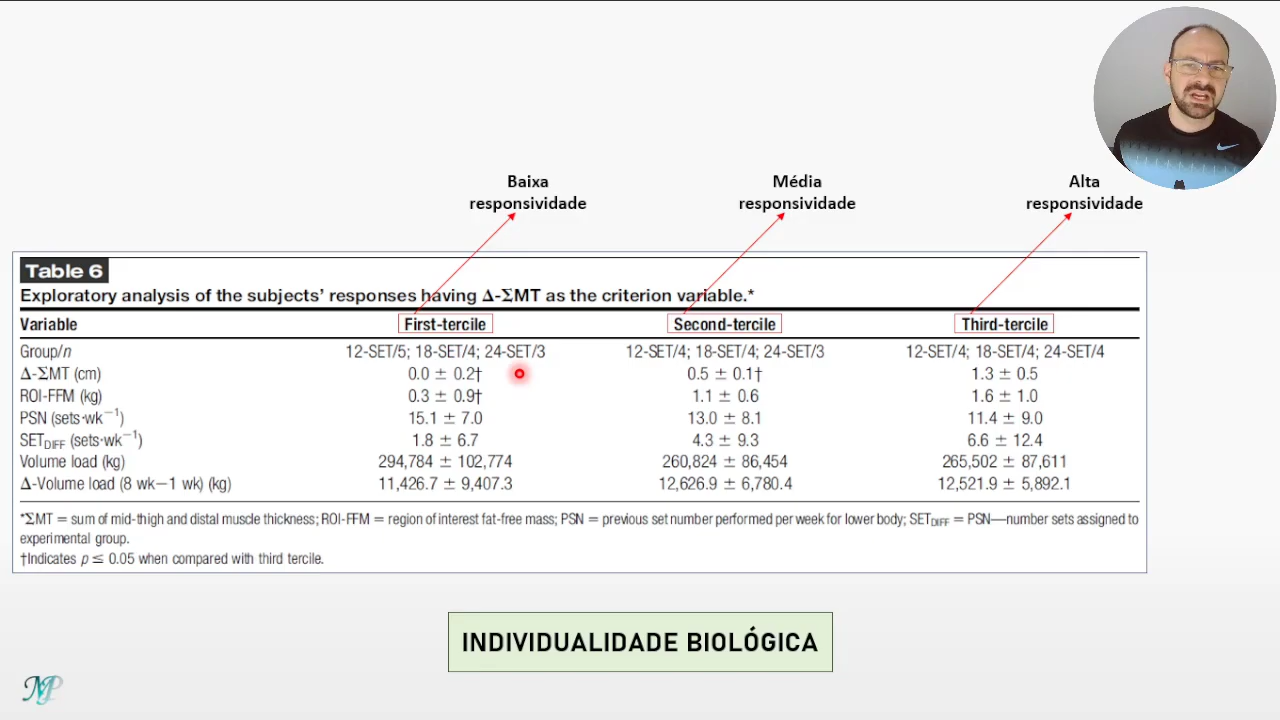 Baixa
responsividade
Média
responsividade
Alta
responsividade
Table 6
Exploratory analysis of the subjects' responses having Δ-ΣMT as the criterion variable.*
Variable First-tercile Second-tercile Third-tercile
Group/n 12-SET/5; 18-SET/4; 24-SET/3 12-SET/4; 18-SET/4; 24-SET/3 12-SET/4; 18-SET/4; 24-SET/4
Δ-ΣMT (cm) 0.0 ± 0.2† 0.5 ± 0.1† 1.3 ± 0.5
ROI-FFM (kg) 0.3 ± 0.9† 1.1 ± 0.6 1.6 ± 1.0
PSN (sets·wk⁻¹) 15.1 ± 7.0 13.0 ± 8.1 11.4 ± 9.0
SETDIFF (sets·wk⁻¹) 1.8 ± 6.7 4.3 ± 9.3 6.6 ± 12.4
Volume load (kg) 294,784 ± 102,774 260,824 ± 86,454 265,502 ± 87,611
Δ-Volume load (8 wk–1 wk) (kg) 11,426.7 ± 9,407.3 12,626.9 ± 6,780.4 12,521.9 ± 5,892.1
*ΣMT = sum of mid-thigh and distal muscle thickness; ROI-FFM = region of interest fat-free mass; PSN = previous set number performed per week for lower body; SETDIFF = PSN—number sets assigned to
experimental group.
†Indicates p ≤ 0.05 when compared with third tercile.
INDIVIDUALIDADE BIOLÓGICA
MP